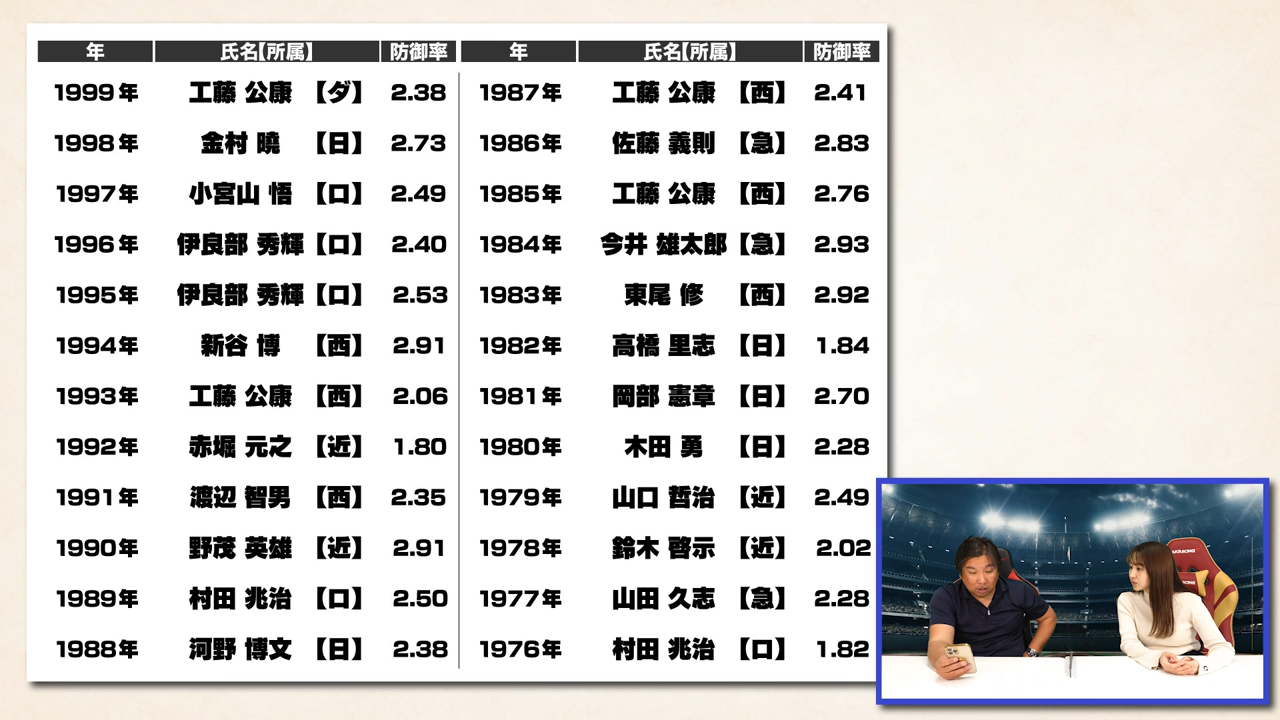 年 氏名【所属】 防御率 年 氏名【所属】 防御率
1999年 工藤 公康 【ダ】 2.38 1987年 工藤 公康 【西】 2.41
1998年 金村 曉 【日】 2.73 1986年 佐藤 義則 【急】 2.83
1997年 小宮山 悟 【ロ】 2.49 1985年 工藤 公康 【西】 2.76
1996年 伊良部 秀輝【ロ】 2.40 1984年 今井 雄太郎【急】 2.93
1995年 伊良部 秀輝【ロ】 2.53 1983年 東尾 修 【西】 2.92
1994年 新谷 博 【西】 2.91 1982年 高橋 里志 【日】 1.84
1993年 工藤 公康 【西】 2.06 1981年 岡部 憲章 【日】 2.70
1992年 赤堀 元之 【近】 1.80 1980年 木田 勇 【日】 2.28
1991年 渡辺 智男 【西】 2.35 1979年 山口 哲治 【近】 2.49
1990年 野茂 英雄 【近】 2.91 1978年 鈴木 啓示 【近】 2.02
1989年 村田 兆治 【ロ】 2.50 1977年 山田 久志 【急】 2.28
1988年 河野 博文 【日】 2.38 1976年 村田 兆治 【ロ】 1.82